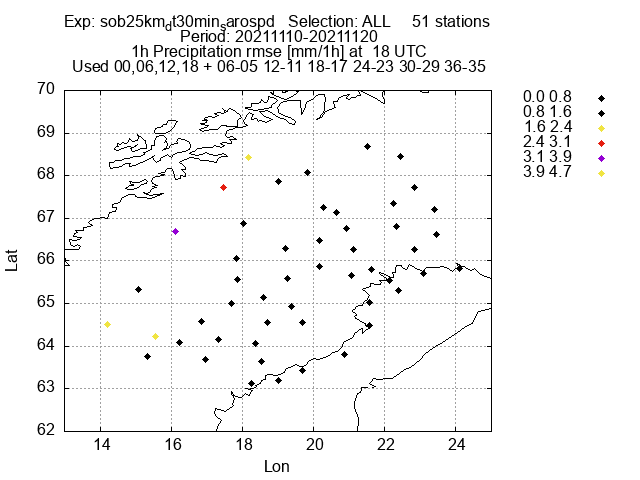 Exp: sob25km_dt30min_sarospd   Selection: ALL     51 stations
Period: 20211110-20211120
1h Precipitation rmse [mm/1h] at  18 UTC
Used 00,06,12,18 + 06-05 12-11 18-17 24-23 30-29 36-35
70
69
68
67
66
65
64
63
62
14 16 18 20 22 24
Lat
Lon
0.0 0.8
0.8 1.6
1.6 2.4
2.4 3.1
3.1 3.9
3.9 4.7